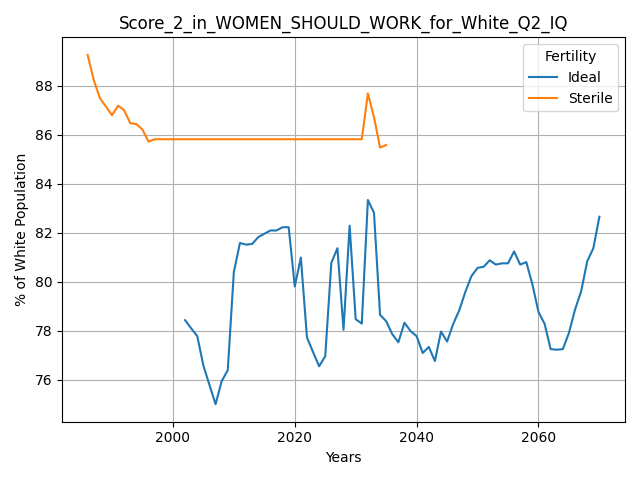 Score_2_in_WOMEN_SHOULD_WORK_for_White_Q2_IQ
Fertility
Ideal
Sterile
% of White Population
88
86
84
82
80
78
76
2000
2020
2040
2060
Years